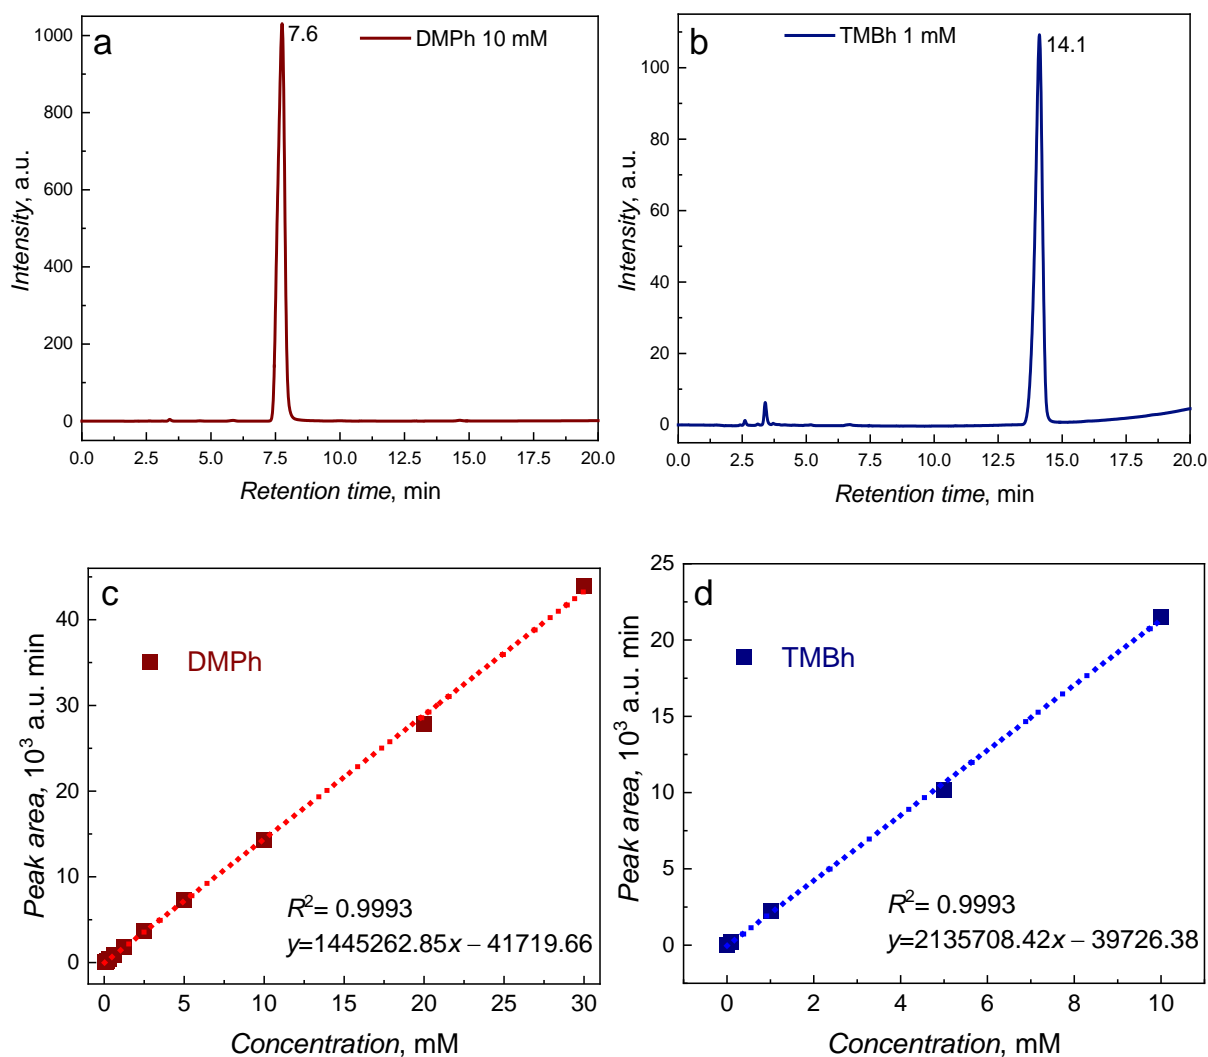 a
DMPh 10 mM
7.6
1000
800
600
400
200
0
Intensity, a.u.
0.0 2.5 5.0 7.5 10.0 12.5 15.0 17.5 20.0
Retention time, min
b
TMBh 1 mM
14.1
100
80
60
40
20
0
Intensity, a.u.
0.0 2.5 5.0 7.5 10.0 12.5 15.0 17.5 20.0
Retention time, min
c
DMPh
40
30
20
10
0
Peak area, 10³ a.u. min
R²= 0.9993
y=1445262.85x – 41719.66
0 5 10 15 20 25 30
Concentration, mM
d
TMBh
25
20
15
10
5
0
Peak area, 10³ a.u. min
R²= 0.9993
y=2135708.42x – 39726.38
0 2 4 6 8 10
Concentration, mM